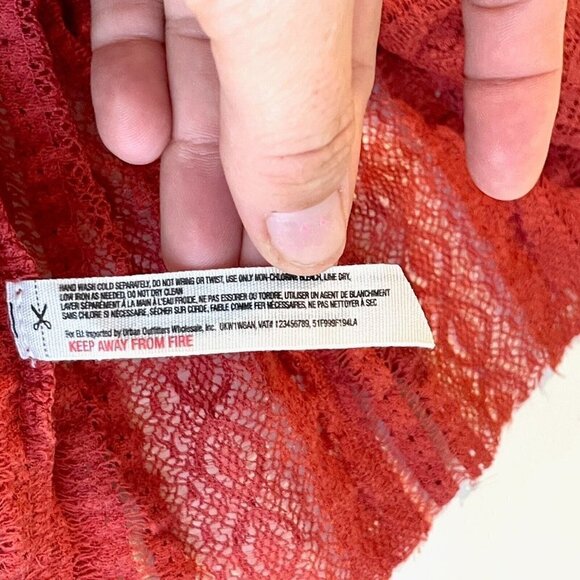 HAND WASH COLD SEPARATELY, DO NOT WRING OR TWIST, USE ONLY NON-CHLORINE BLEACH, LINE DRY,
LOW IRON AS NEEDED, DO NOT DRY CLEAN
LAVER SÉPARÉMENT À LA MAIN À L'EAU FROIDE, NE PAS ESSORER OU TORDRE, UTILISER UN AGENT DE BLANCHIMENT
SANS CHLORE SI NÉCESSAIRE, SÉCHER SUR CORDE, FAIBLE COMME FER NÉCESSAIRES, NE PAS NETTOYER À SEC
For EU: Imported by Urban Outfitters Wholesale, Inc. VAT# 123456789,
KEEP AWAY FROM FIRE